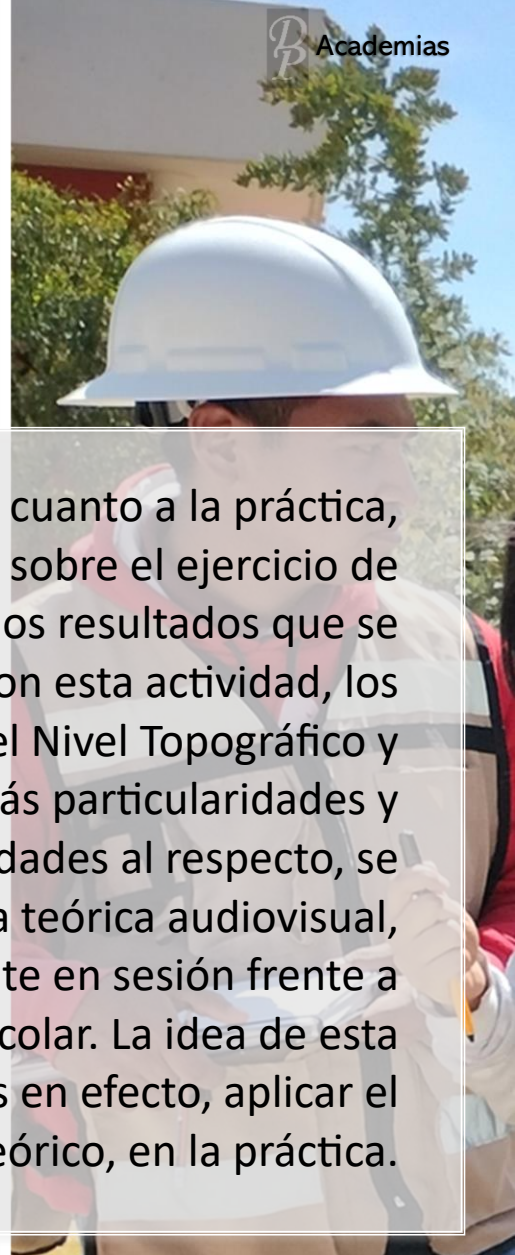 Academias
cuanto a la práctica,
sobre el ejercicio de
os resultados que se
on esta actividad, los
el Nivel Topográfico y
ás particularidades y
dades al respecto, se
a teórica audiovisual,
te en sesión frente a
colar. La idea de esta
s en efecto, aplicar el
eórico, en la práctica.